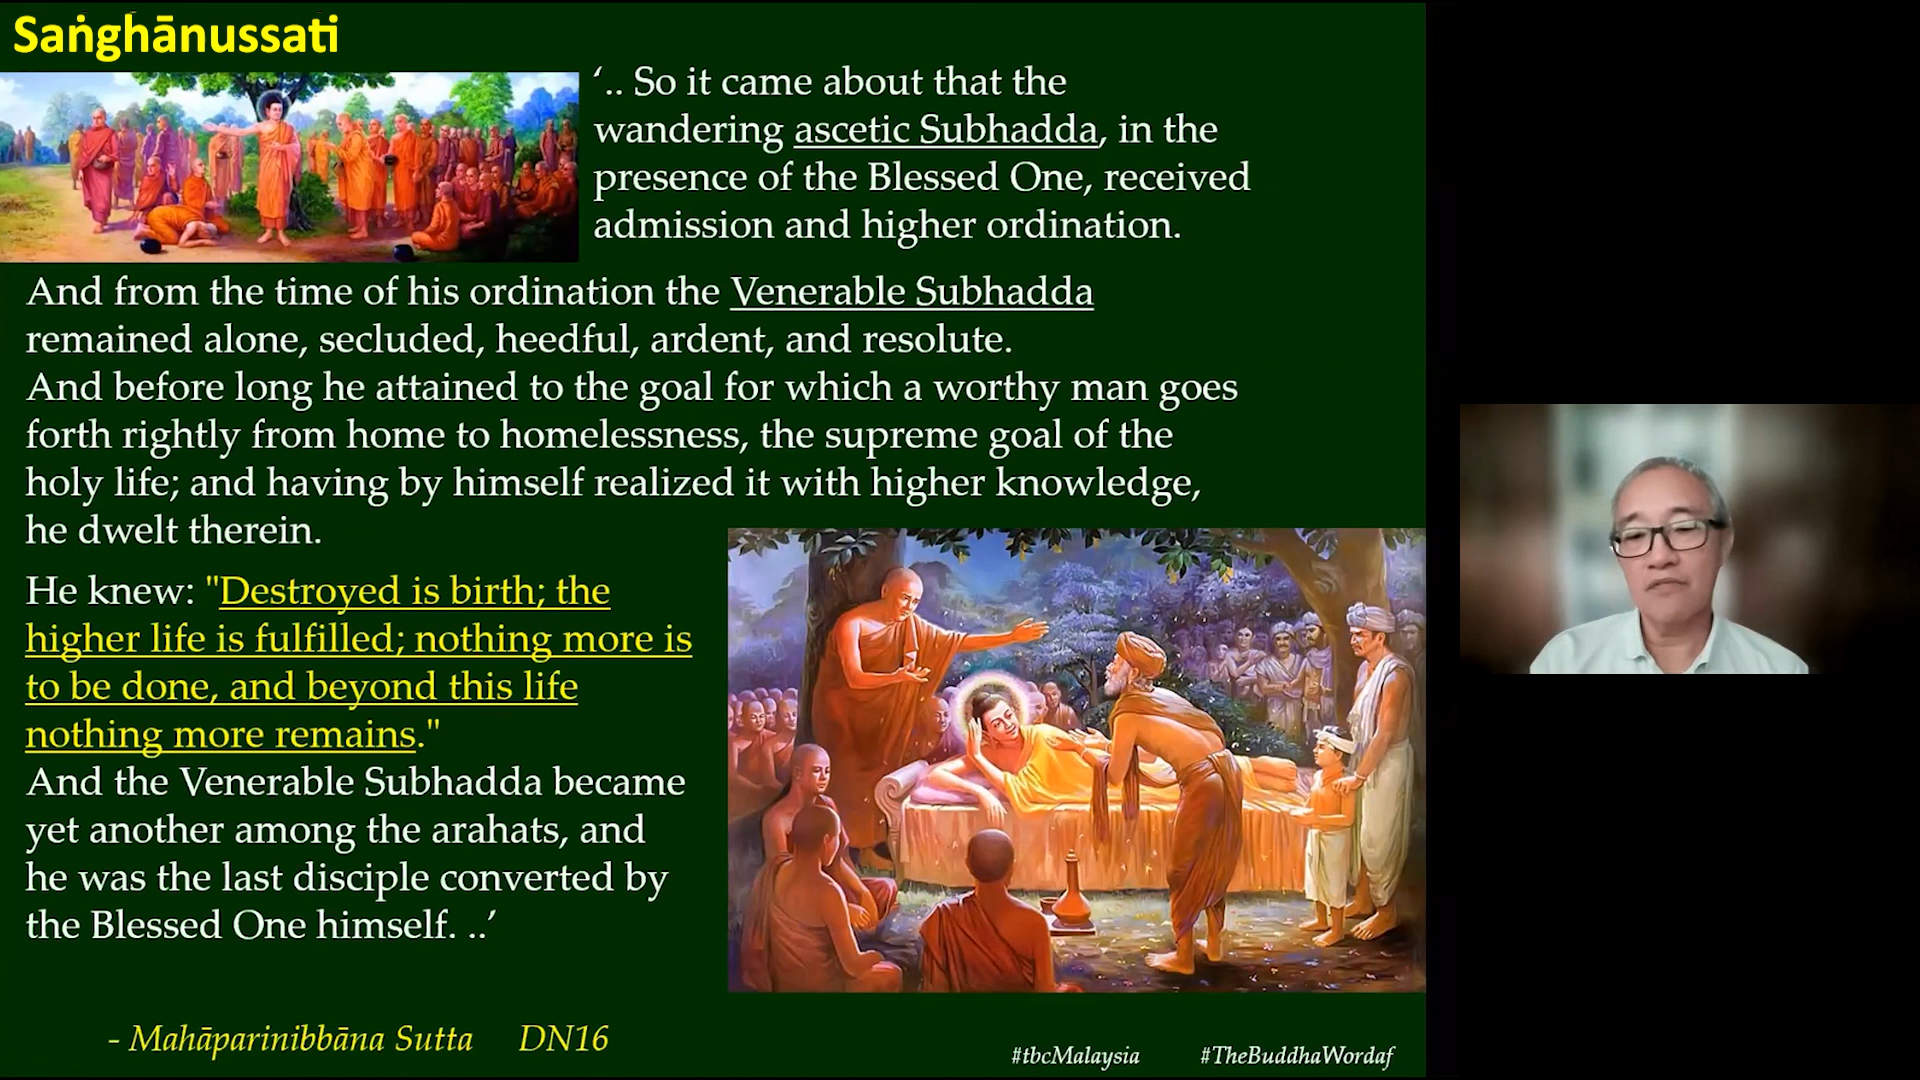 Saṅghānussati
‘.. So it came about that the
wandering ascetic Subhadda, in the
presence of the Blessed One, received
admission and higher ordination.
And from the time of his ordination the Venerable Subhadda
remained alone, secluded, heedful, ardent, and resolute.
And before long he attained to the goal for which a worthy man goes
forth rightly from home to homelessness, the supreme goal of the
holy life; and having by himself realized it with higher knowledge,
he dwelt therein.
He knew: "Destroyed is birth; the
higher life is fulfilled; nothing more is
to be done, and beyond this life
nothing more remains."
And the Venerable Subhadda became
yet another among the arahats, and
he was the last disciple converted by
the Blessed One himself. ..’
- Mahāparinibbāna Sutta DN16
#tbcMalaysia #TheBuddhaWordaf